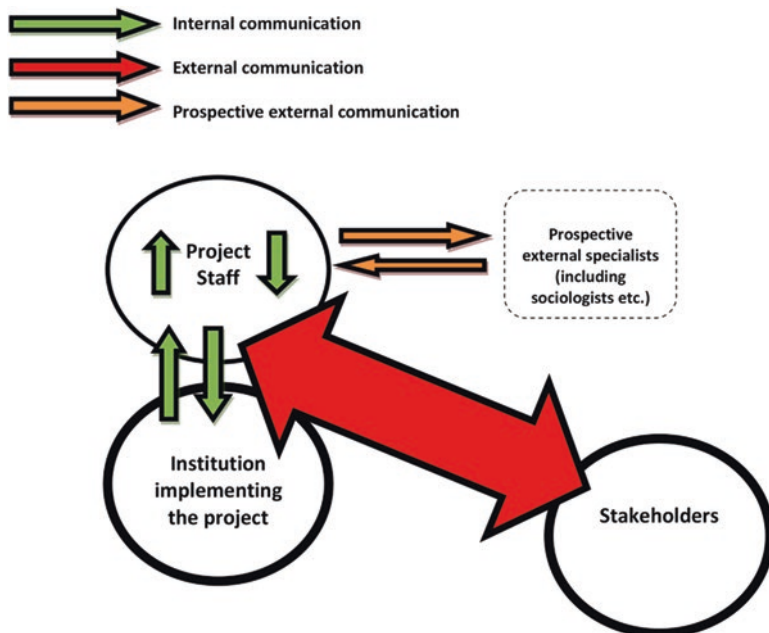 Internal communication
External communication
Prospective external communication
Project
Staff
Prospective
external specialists
(including
sociologists etc.)
Institution
implementing
the project
Stakeholders